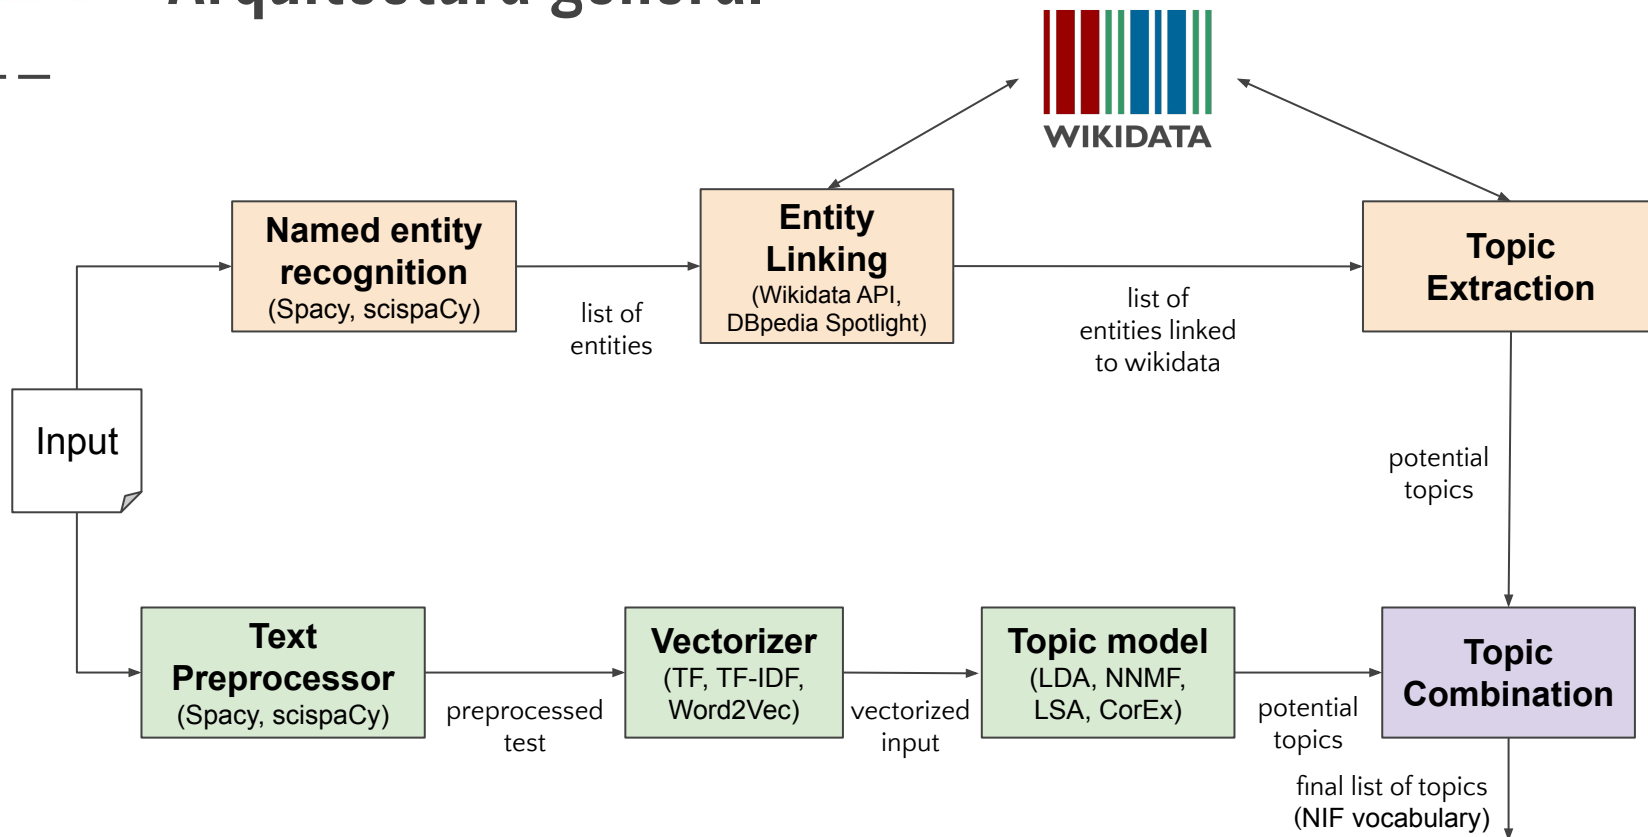 Arquitectura general
WIKIDATA
Named entity
recognition
(Spacy, scispaCy)
list of
entities
Entity
Linking
(Wikidata API,
DBpedia Spotlight)
list of
entities linked
to wikidata
Topic
Extraction
Input
potential
topics
Text
Preprocessor
(Spacy, scispaCy)
preprocessed
test
Vectorizer
(TF, TF-IDF,
Word2Vec)
vectorized
input
Topic model
(LDA, NNMF,
LSA, CorEx)
potential
topics
Topic
Combination
final list of topics
(NIF vocabulary)